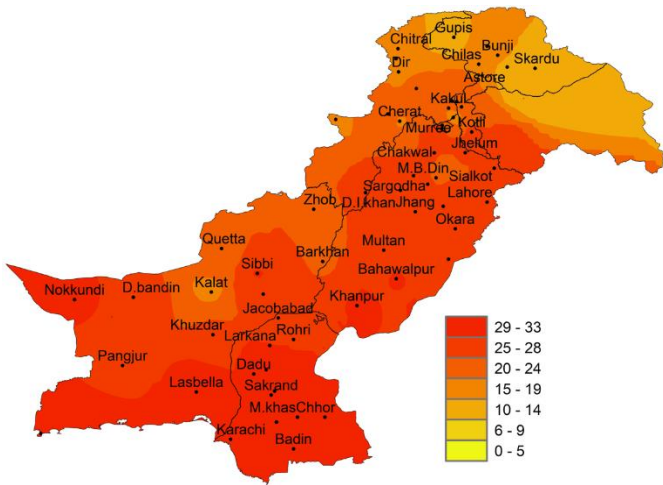 Gupis
Chitral
Bunji
Chilas
Skardu
Dir
Astore
Kakul
Cherat
Murree
Kotli
Chakwal
Jhelum
M.B.Din
Sialkot
Sargodha
Lahore
Zhob
D.I.khan
Jhang
Okara
Quetta
Multan
Barkhan
Sibbi
Bahawalpur
Nokkundi
D.bandin
Kalat
Khanpur
Jacobabad
Khuzdar
Larkana
Rohri
Pangjur
Dadu
Lasbella
Sakrand
M.khas
Chhor
Karachi
Badin
29 - 33
25 - 28
20 - 24
15 - 19
10 - 14
6 - 9
0 - 5